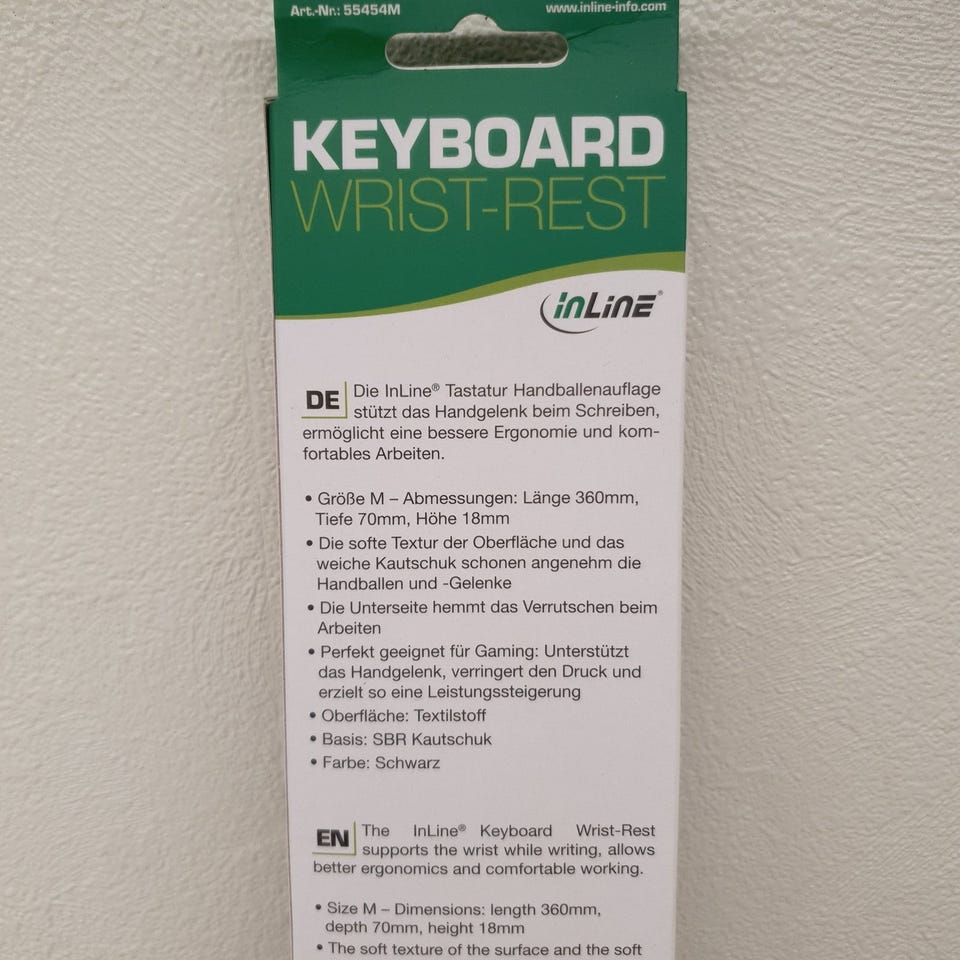 Art.-Nr.: 55454M www.inline-info.com
KEYBOARD
WRIST-REST
inLine®
DE Die InLine® Tastatur Handballenauflage
stützt das Handgelenk beim Schreiben,
ermöglicht eine bessere Ergonomie und kom-
fortables Arbeiten.
• Größe M – Abmessungen: Länge 360mm,
Tiefe 70mm, Höhe 18mm
• Die softe Textur der Oberfläche und das
weiche Kautschuk schonen angenehm die
Handballen und -Gelenke
• Die Unterseite hemmt das Verrutschen beim
Arbeiten
• Perfekt geeignet für Gaming: Unterstützt
das Handgelenk, verringert den Druck und
erzielt so eine Leistungssteigerung
• Oberfläche: Textilstoff
• Basis: SBR Kautschuk
• Farbe: Schwarz
EN The InLine® Keyboard Wrist-Rest
supports the wrist while writing, allows
better ergonomics and comfortable working.
• Size M – Dimensions: length 360mm,
depth 70mm, height 18mm
• The soft texture of the surface and the soft